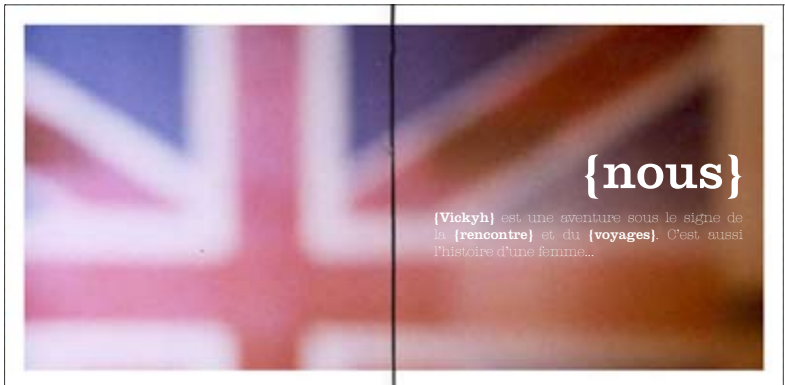 {nous}
{Vickyh} est une aventure sous le signe de
la {rencontre} et du {voyages}. C'est aussi
l'histoire d'une femme...